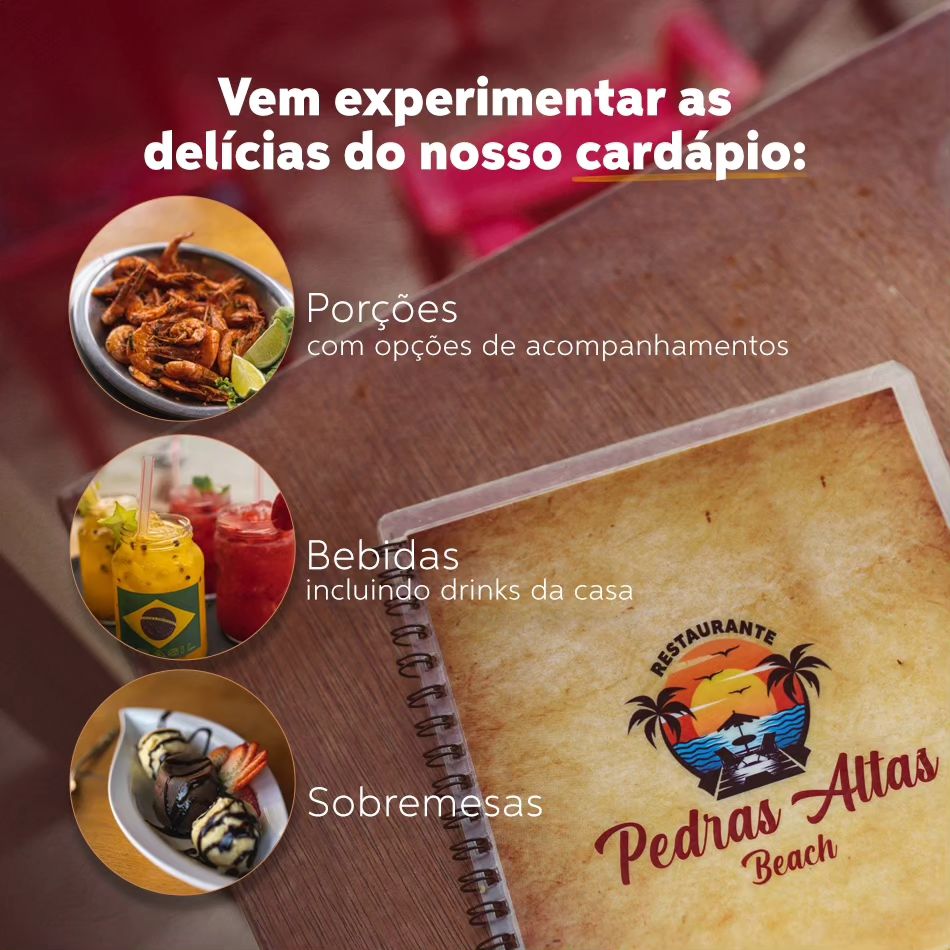 Vem experimentar as
delícias do nosso cardápio:
Porções
com opções de acompanhamentos
Bebidas
incluindo drinks da casa
Sobremesas
RESTAURANTE
Pedras Altas
Beach